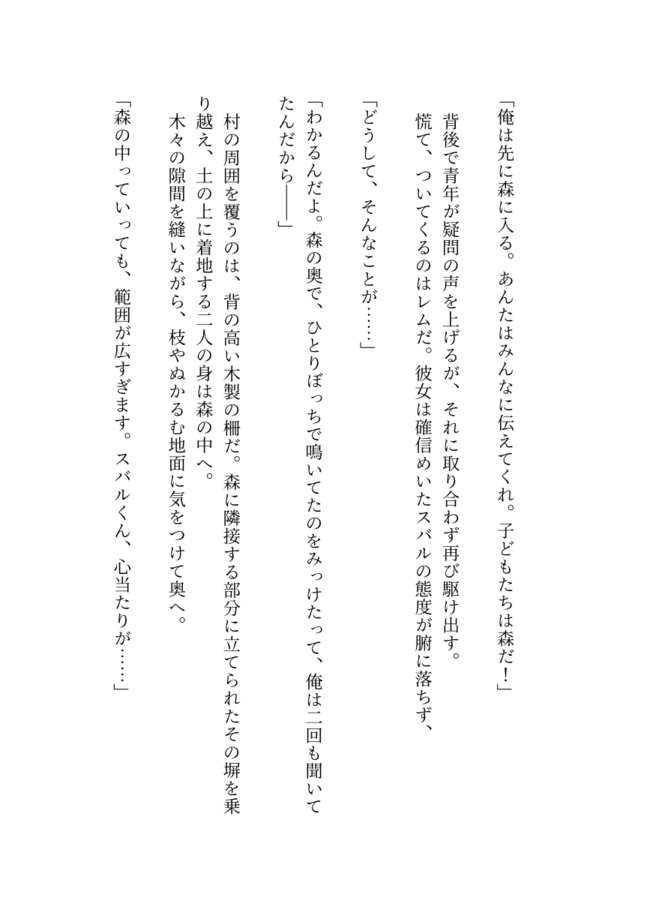 「俺は先に森に入る。あんたはみんなに伝えてくれ。子どもたちは森だ！」
背後で青年が疑問の声を上げるが、それに取り合わず再び駆け出す。
慌て、ついてくるのはレムだ。彼女は確信めいたスバルの態度が腑に落ちず、
「どうして、そんなことが……」
「わかるんだよ。森の奥で、ひとりぼっちで鳴いてたのをみっけたって、俺は二回も聞いて
たんだから――」
村の周囲を覆うのは、背の高い木製の柵だ。森に隣接する部分に立てられたその塀を乗
り越え、土の上に着地する二人の身は森の中へ。
木々の隙間を縫いながら、枝やぬかるむ地面に気をつけて奥へ。
「森の中っていっても、範囲が広すぎます。スバルくん、心当たりが……」